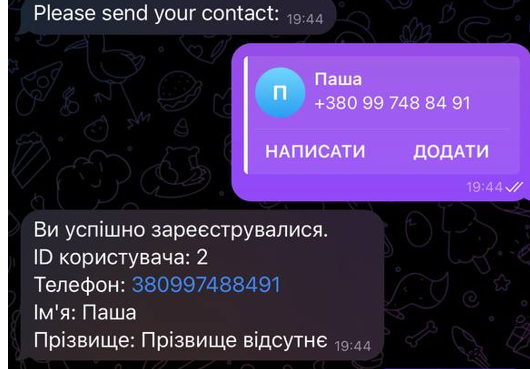 Please send your contact: 19:44
П
Паша
+380 99 748 84 91
НАПИСАТИ ДОДАТИ
19:44
Ви успішно зареєструвалися.
ID користувача: 2
Телефон: 380997488491
Ім'я: Паша
Прізвище: Прізвище відсутнє 19:44